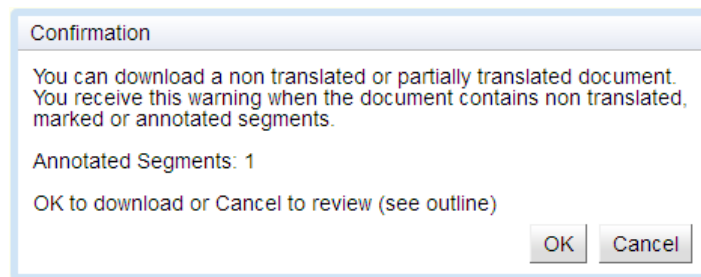 Confirmation
You can download a non translated or partially translated document.
You receive this warning when the document contains non translated,
marked or annotated segments.
Annotated Segments: 1
OK to download or Cancel to review (see outline)
OK Cancel